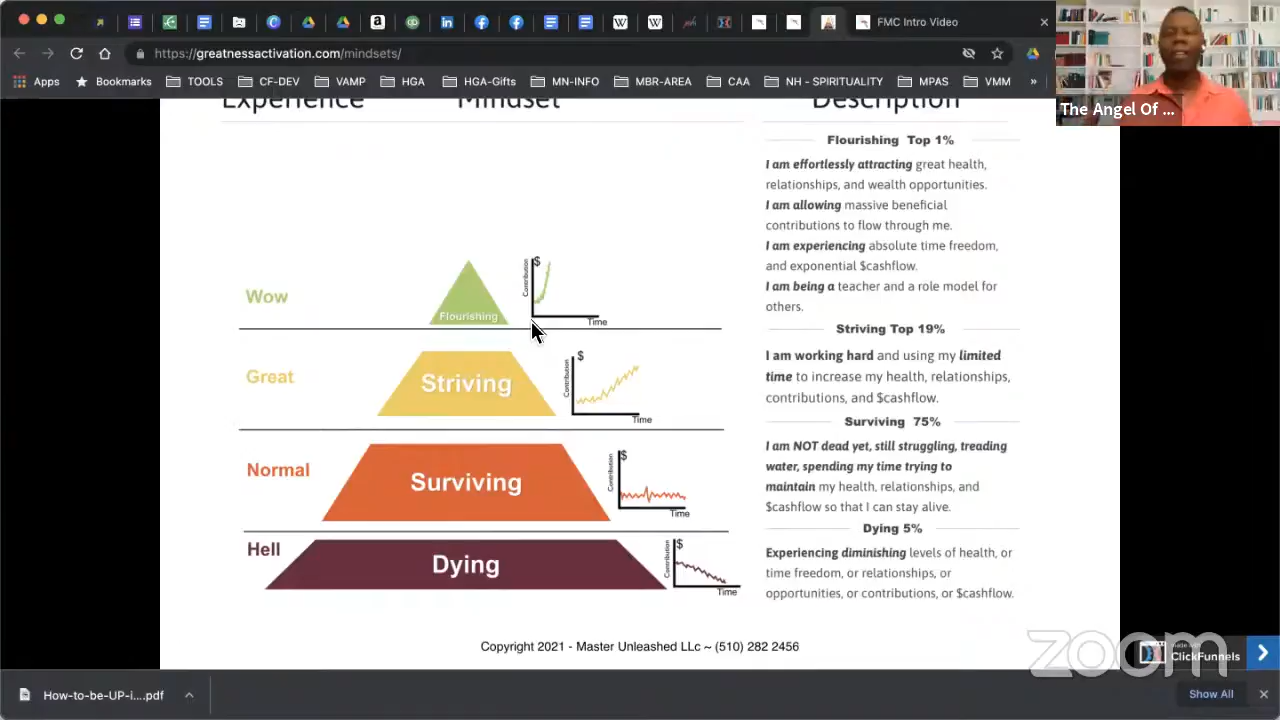 FMC Intro Video
https://greatnessactivation.com/mindsets/
Apps Bookmarks TOOLS CF-DEV VAMP HGA HGA-Gifts MN-INFO MBR-AREA CAA NH - SPIRITUALITY MPAS VMM »
The Angel Of ...
Experience Mindset Description
Flourishing Top 1%
I am effortlessly attracting great health,
relationships, and wealth opportunities.
I am allowing massive beneficial
contributions to flow through me.
I am experiencing absolute time freedom,
and exponential $cashflow.
I am being a teacher and a role model for
others.
Wow
Flourishing
$
Contribution
Time
Striving Top 19%
I am working hard and using my limited
time to increase my health, relationships,
contributions, and $cashflow.
Great
Striving
$
Contribution
Time
Surviving 75%
I am NOT dead yet, still struggling, treading
water, spending my time trying to
maintain my health, relationships, and
$cashflow so that I can stay alive.
Normal
Surviving
$
Contribution
Time
Dying 5%
Experiencing diminishing levels of health, or
time freedom, or relationships, or
opportunities, or contributions, or $cashflow.
Hell
Dying
$
Contribution
Time
Copyright 2021 - Master Unleashed LLc ~ (510) 282 2456
zoom
ClickFunnels
How-to-be-UP-i....pdf
Show All